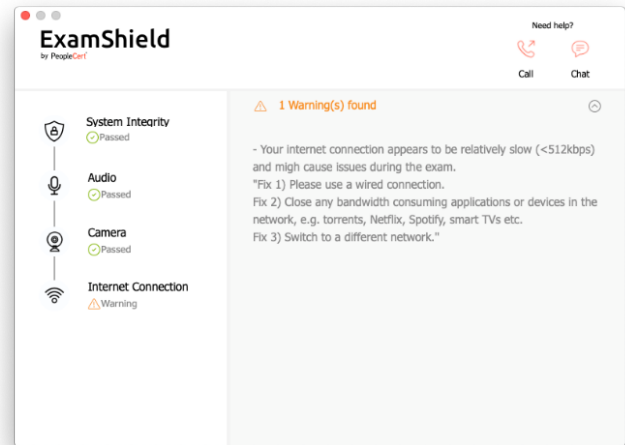 ExamShield
by PeopleCert
Need help?
Call
Chat
System Integrity
Passed
Audio
Passed
Camera
Passed
Internet Connection
Warning
1 Warning(s) found
- Your internet connection appears to be relatively slow (<512kbps)
and migh cause issues during the exam.
"Fix 1) Please use a wired connection.
Fix 2) Close any bandwidth consuming applications or devices in the
network, e.g. torrents, Netflix, Spotify, smart TVs etc.
Fix 3) Switch to a different network."